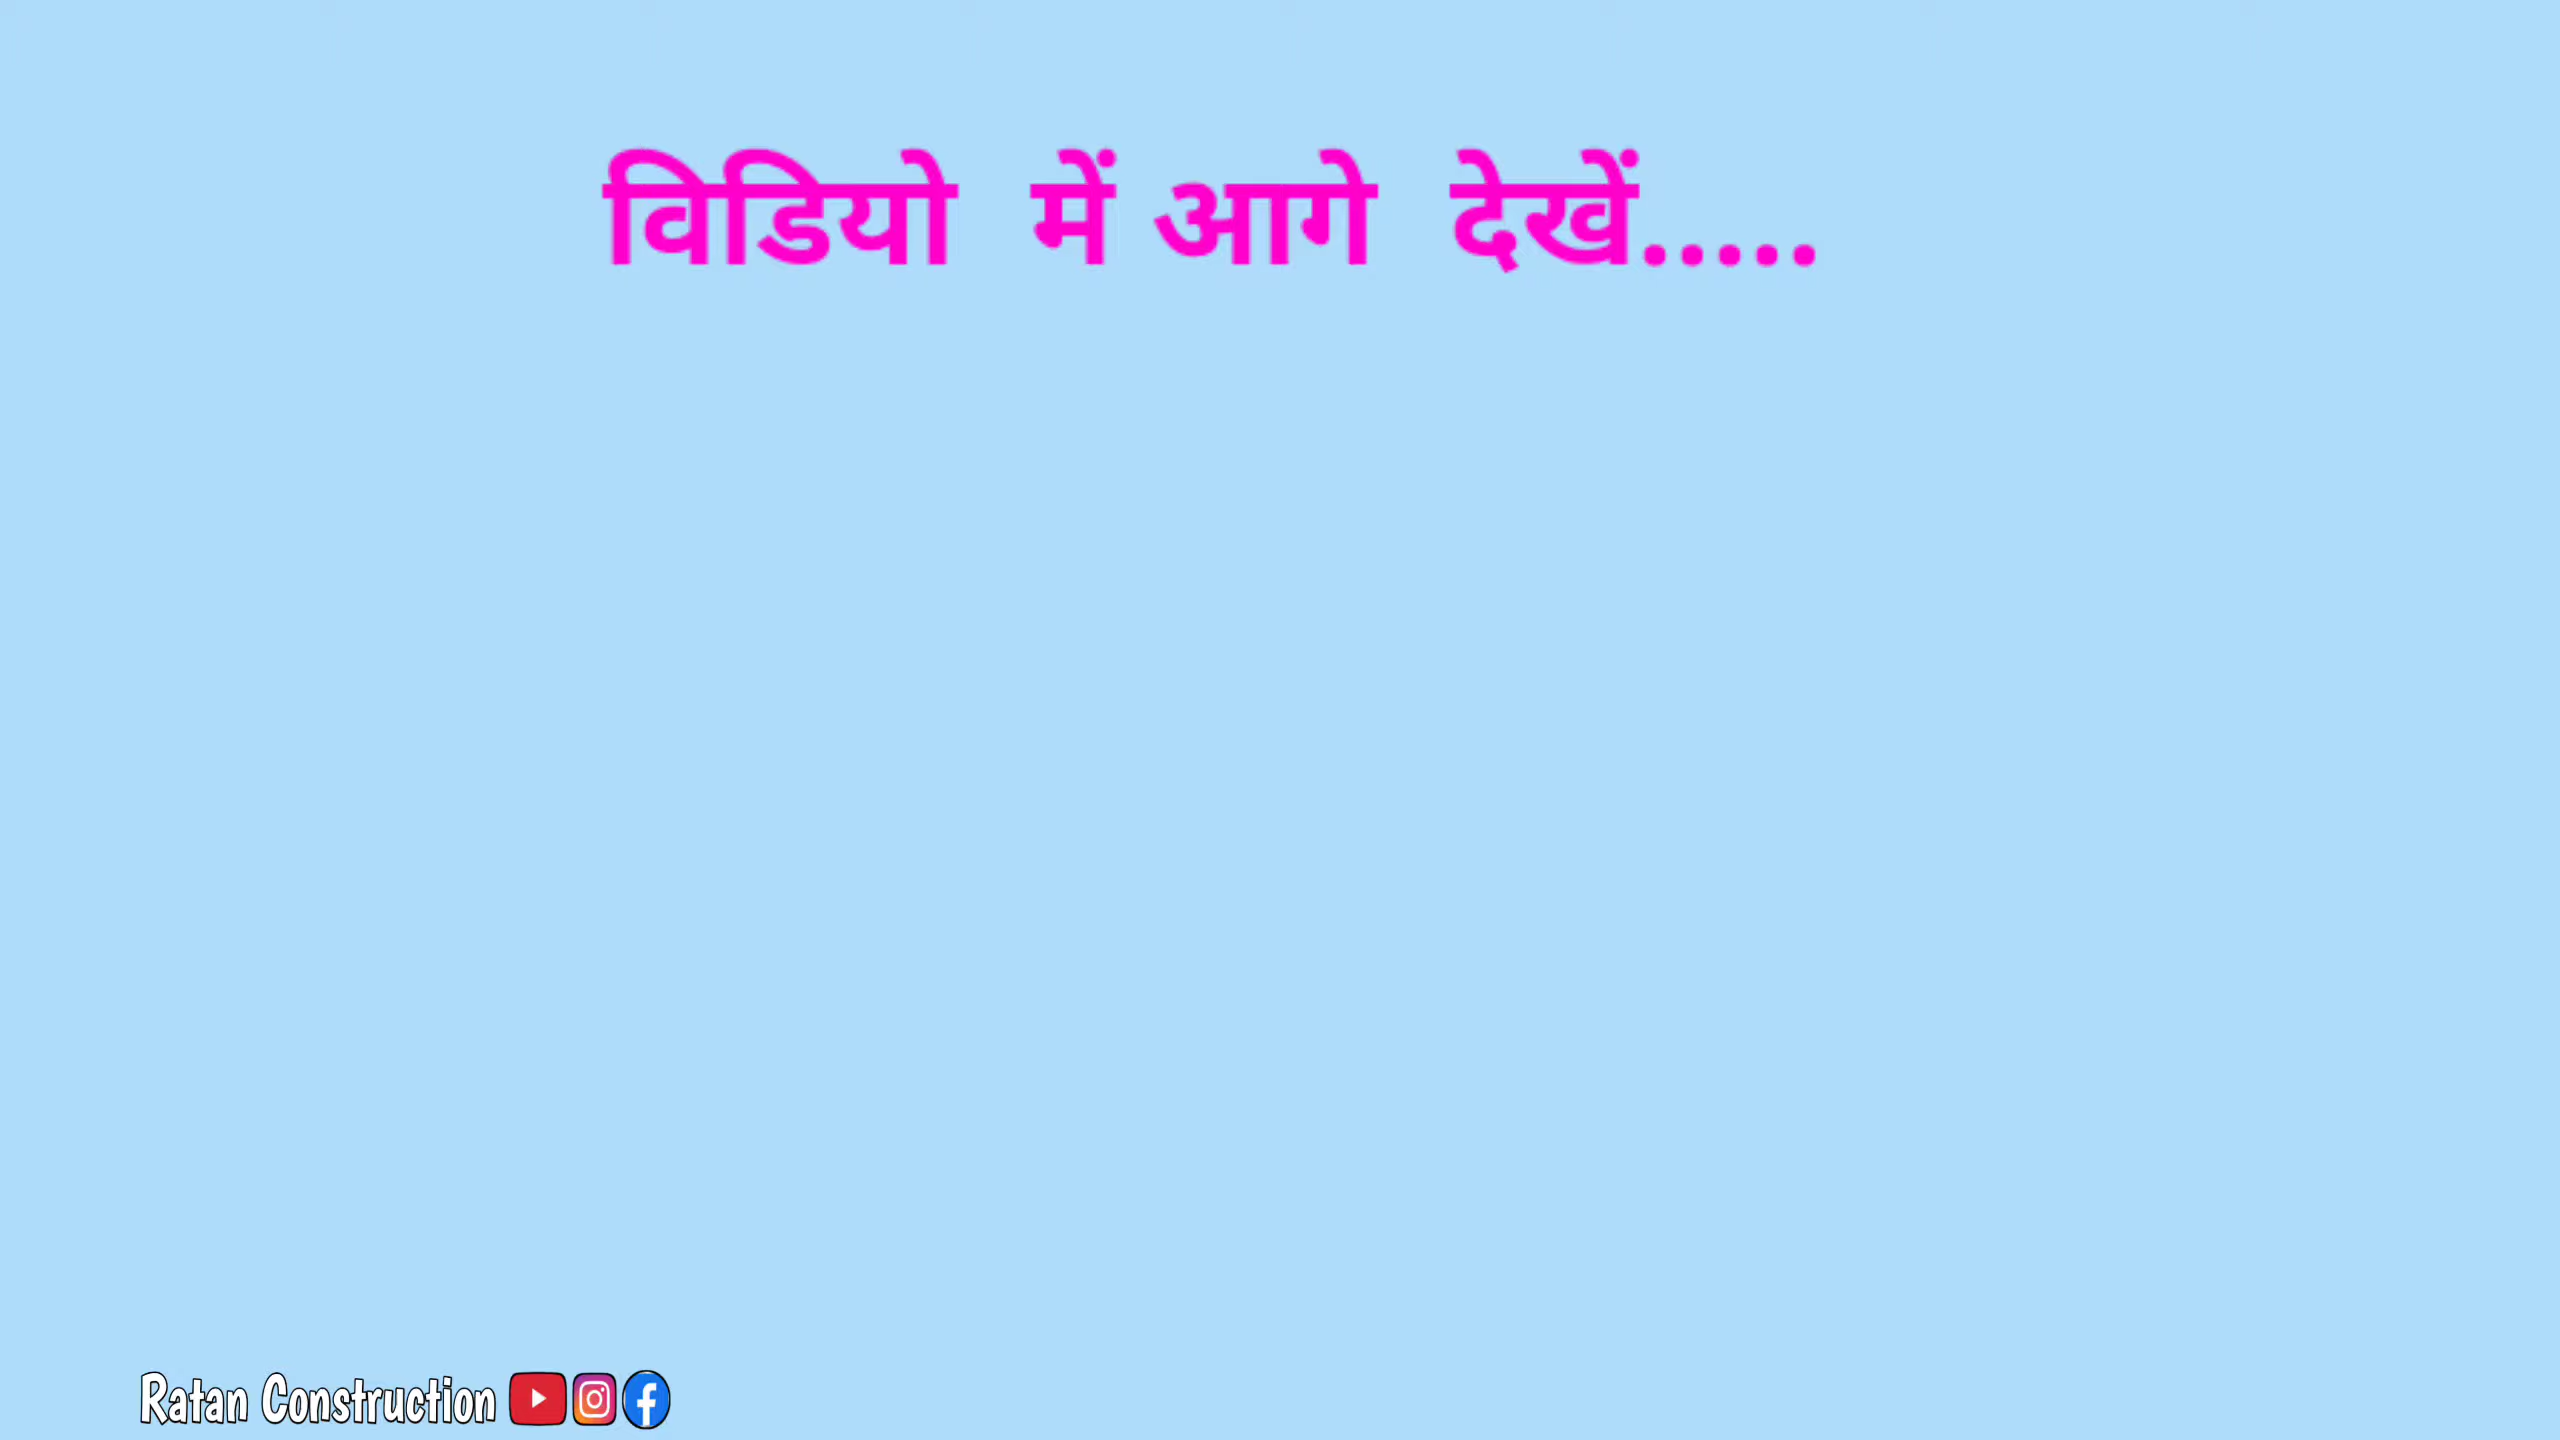 विडियो में आगे देखें.....
Ratan Construction